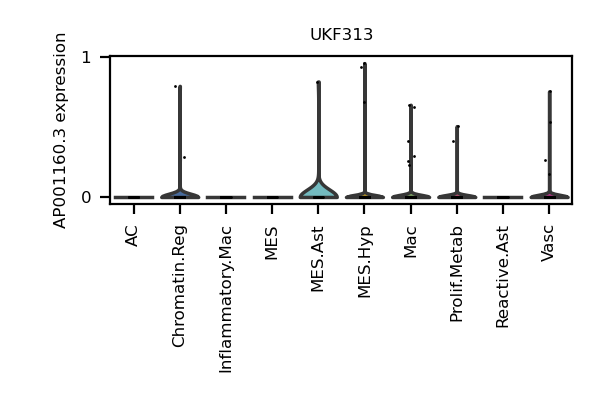 UKF313
AP001160.3 expression
1
0
AC
Chromatin.Reg
Inflammatory.Mac
MES
MES.Ast
MES.Hyp
Mac
Prolif.Metab
Reactive.Ast
Vasc